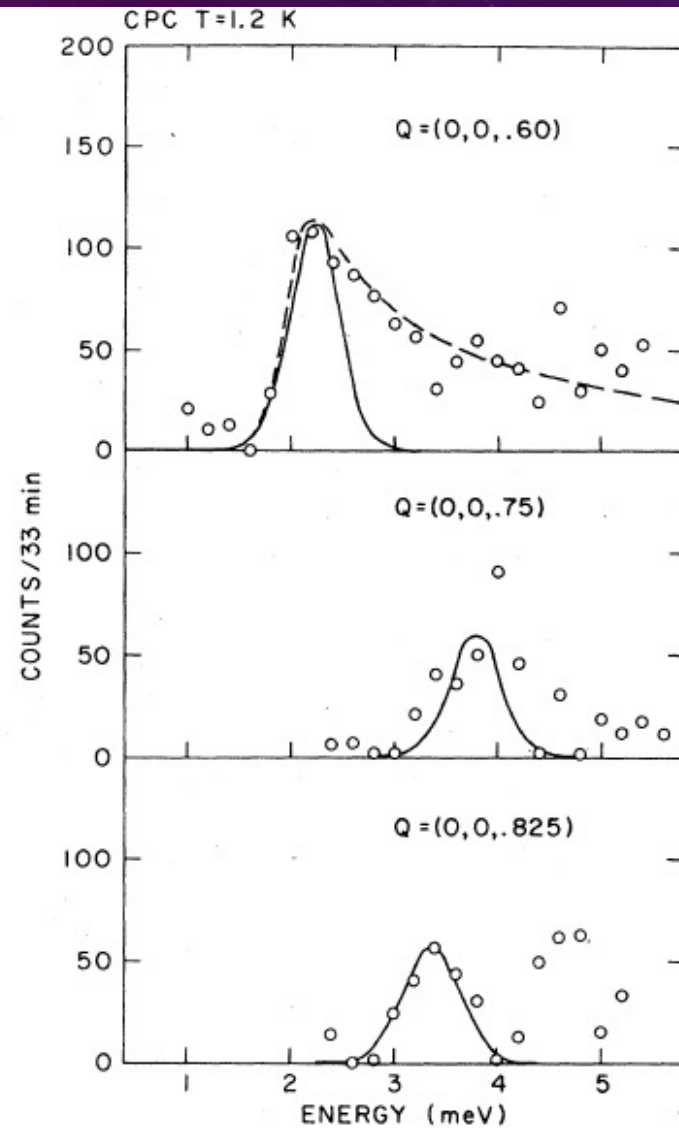 CPC T=1.2 K
200
Q=(0,0,.60)
150
100
50
0
Q=(0,0,.75)
100
50
0
Q=(0,0,.825)
100
50
0
1 2 3 4 5
ENERGY (meV)
COUNTS/33 min